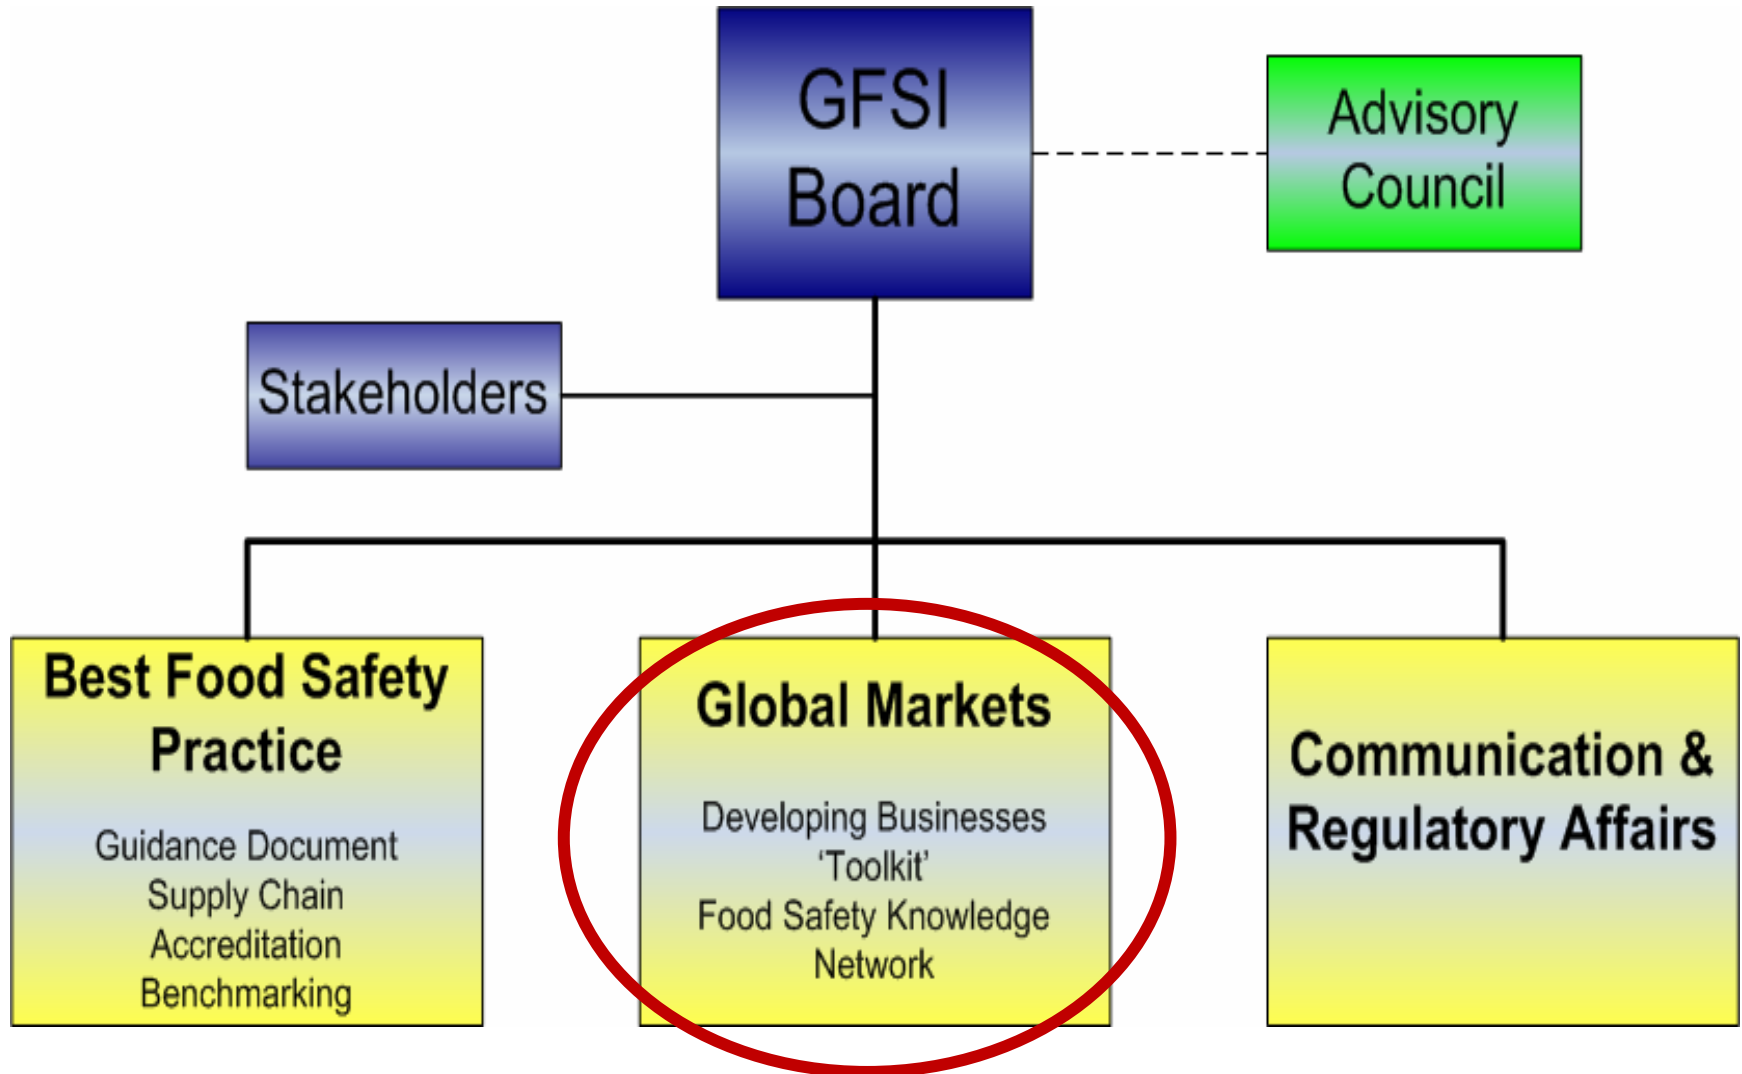 GFSI
Board
Advisory
Council
Stakeholders
Best Food Safety
Practice
Guidance Document
Supply Chain
Accreditation
Benchmarking
Global Markets
Developing Businesses
‘Toolkit’
Food Safety Knowledge
Network
Communication &
Regulatory Affairs